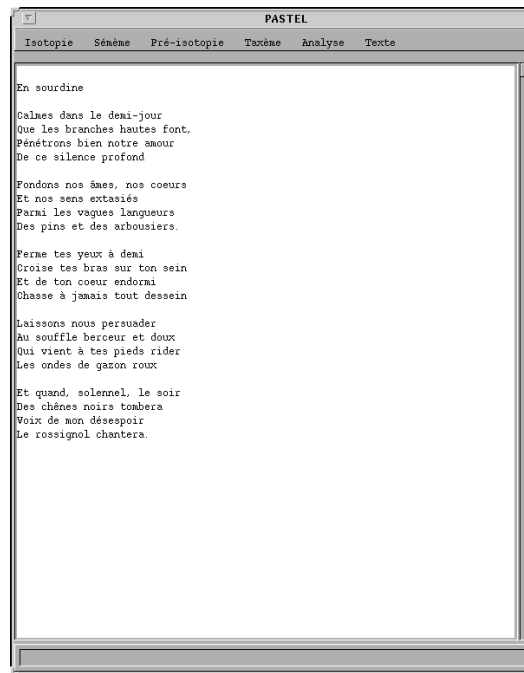 PASTEL
Isotopie Sémème Pré-isotopie Taxème Analyse Texte
En sourdine
Calmes dans le demi-jour
Que les branches hautes font,
Pénétrons bien notre amour
De ce silence profond
Fondons nos âmes, nos coeurs
Et nos sens extasiés
Parmi les vagues langueurs
Des pins et des arbousiers.
Ferme tes yeux à demi
Croise tes bras sur ton sein
Et de ton coeur endormi
Chasse à jamais tout dessein
Laissons nous persuader
Au souffle berceur et doux
Qui vient à tes pieds rider
Les ondes de gazon roux
Et quand, solennel, le soir
Des chênes noirs tombera
Voix de mon désespoir
Le rossignol chantera.